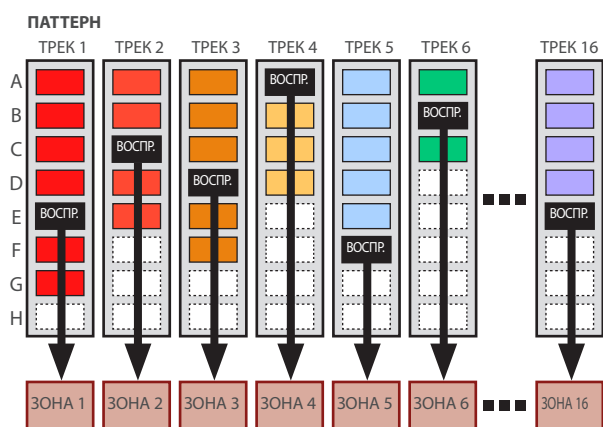 ПАТТЕРН
ТРЕК 1 ТРЕК 2 ТРЕК 3 ТРЕК 4 ТРЕК 5 ТРЕК 6 ТРЕК 16
A ВОСПР.
B ВОСПР.
C ВОСПР.
D ВОСПР.
E ВОСПР. ВОСПР.
F ВОСПР.
G
H
ЗОНА 1 ЗОНА 2 ЗОНА 3 ЗОНА 4 ЗОНА 5 ЗОНА 6 ЗОНА 16